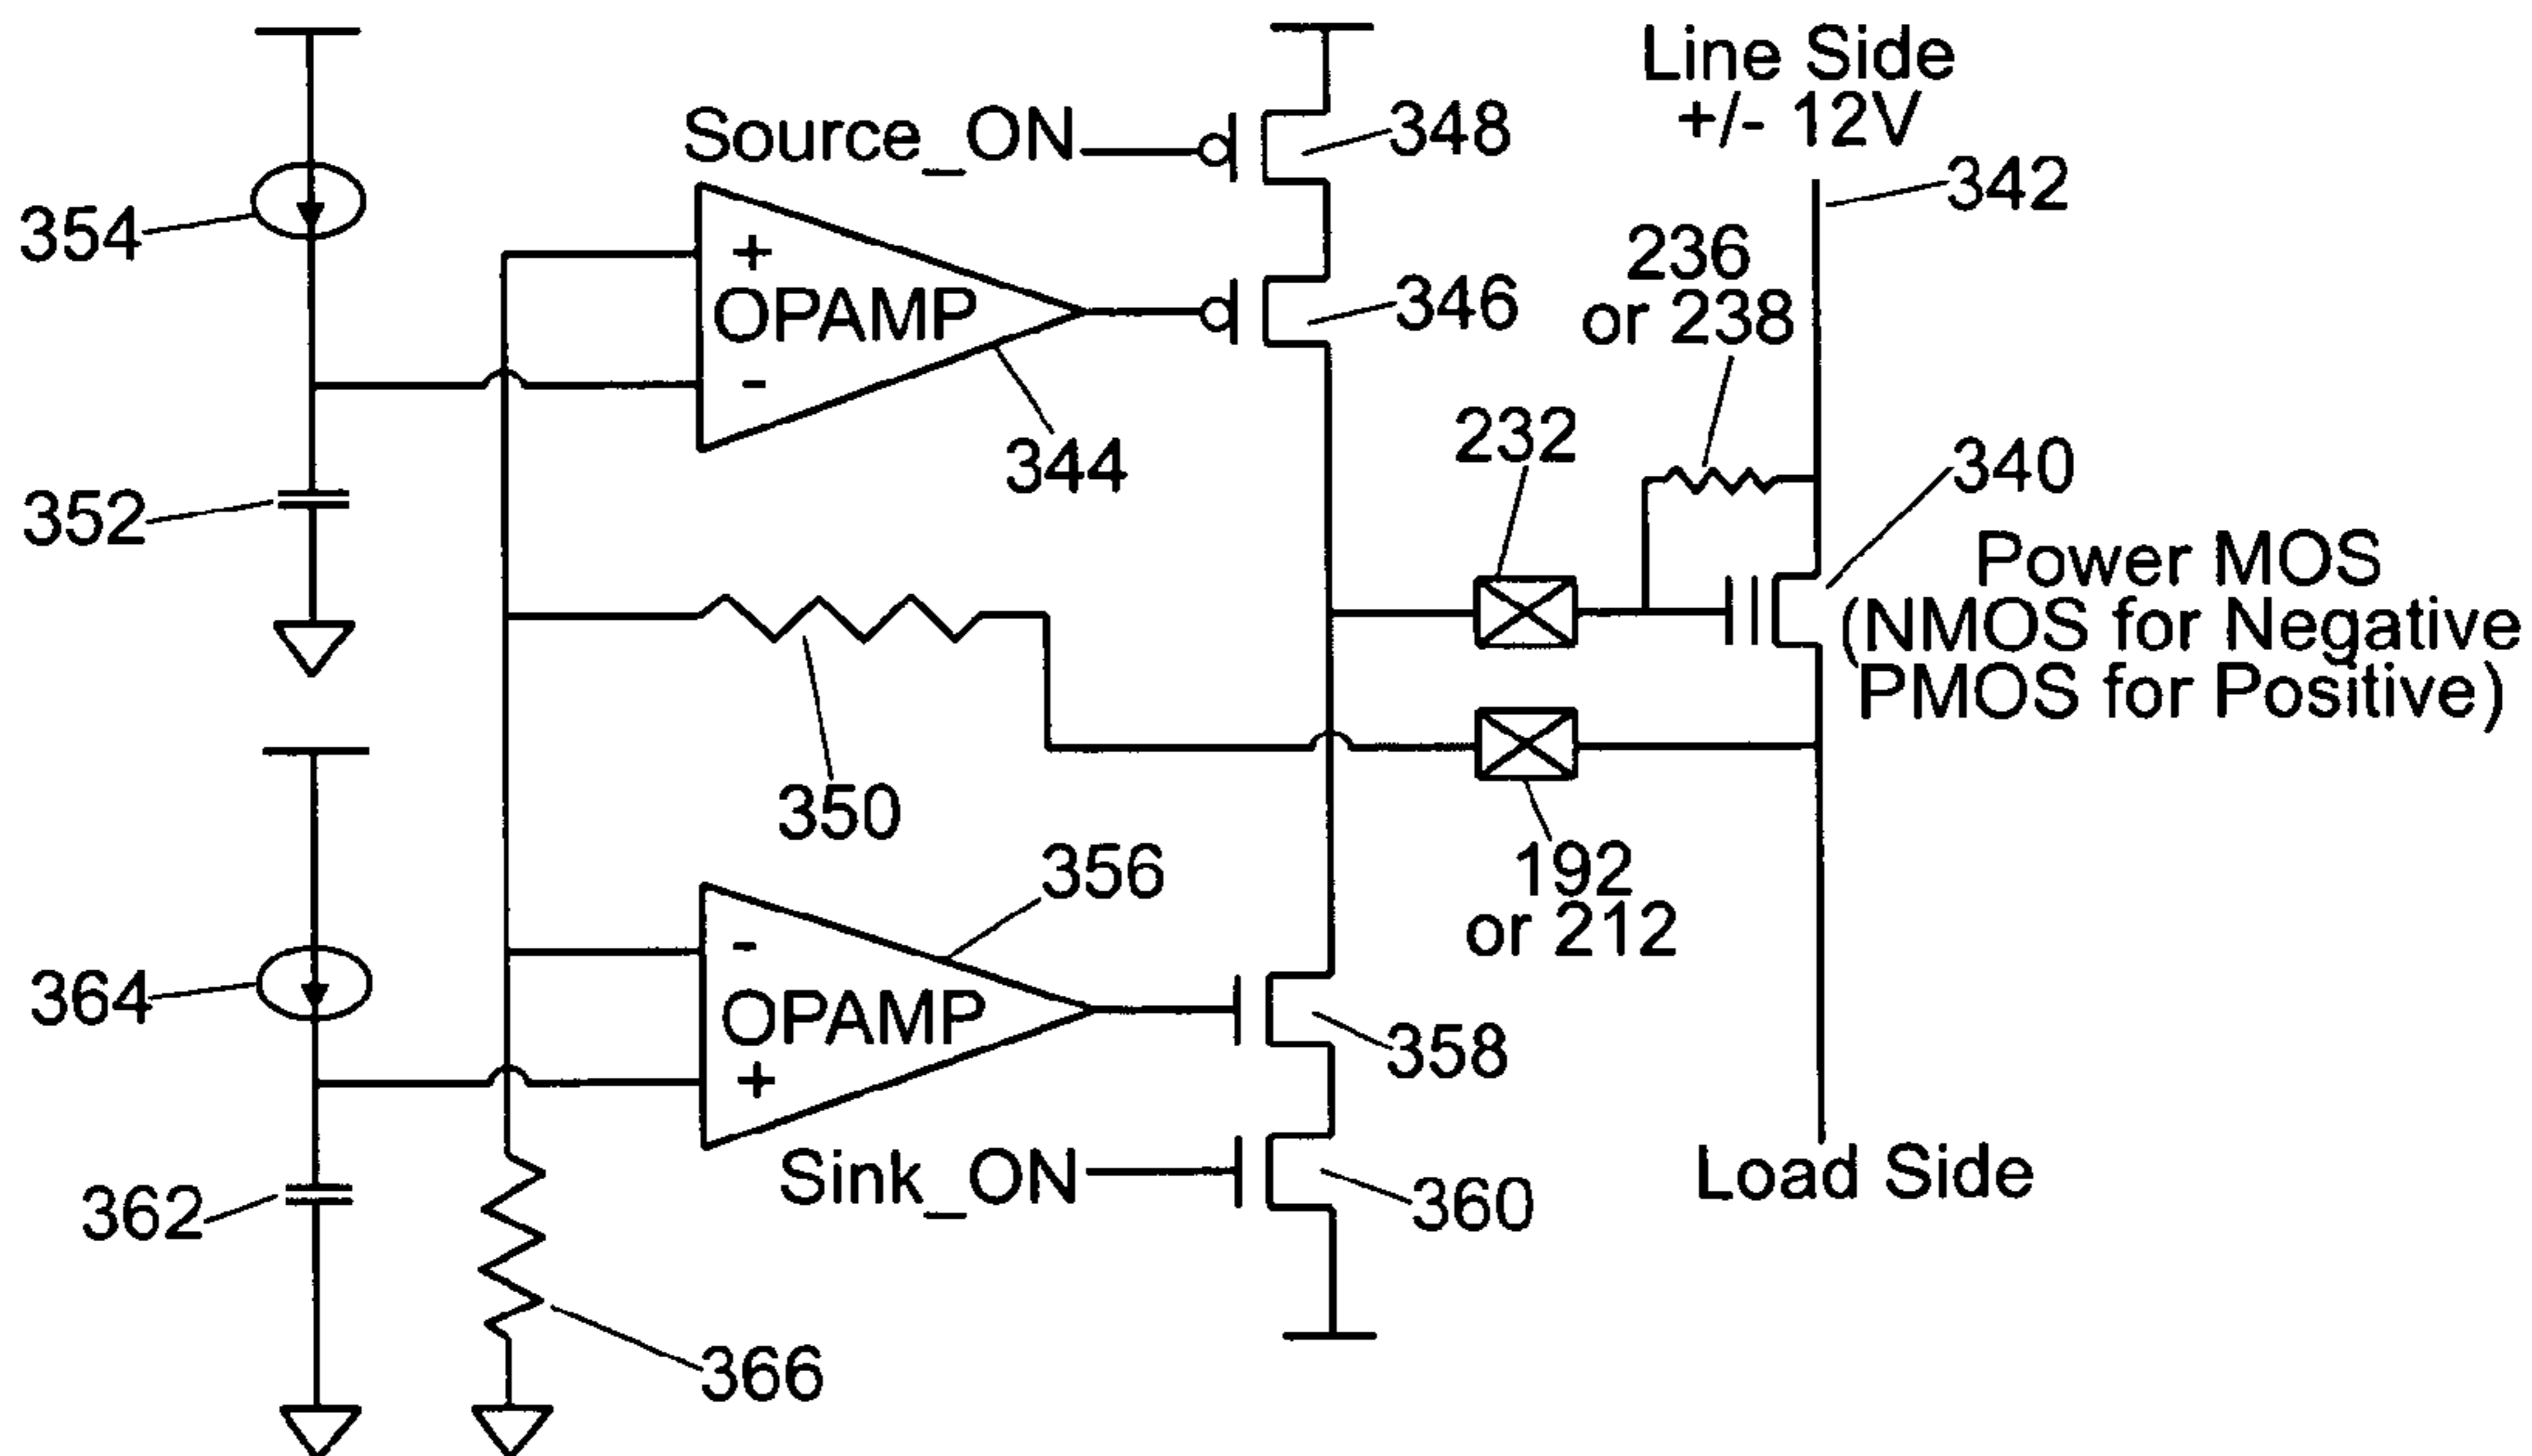 Line Side
+/- 12V
Source_ON
348
342
354
236
or 238
+
OPAMP
-
346
344
232
340
352
Power MOS
(NMOS for Negative
PMOS for Positive)
350
356
192
or 212
364
-
OPAMP
+
358
Sink_ON
360
Load Side
362
366